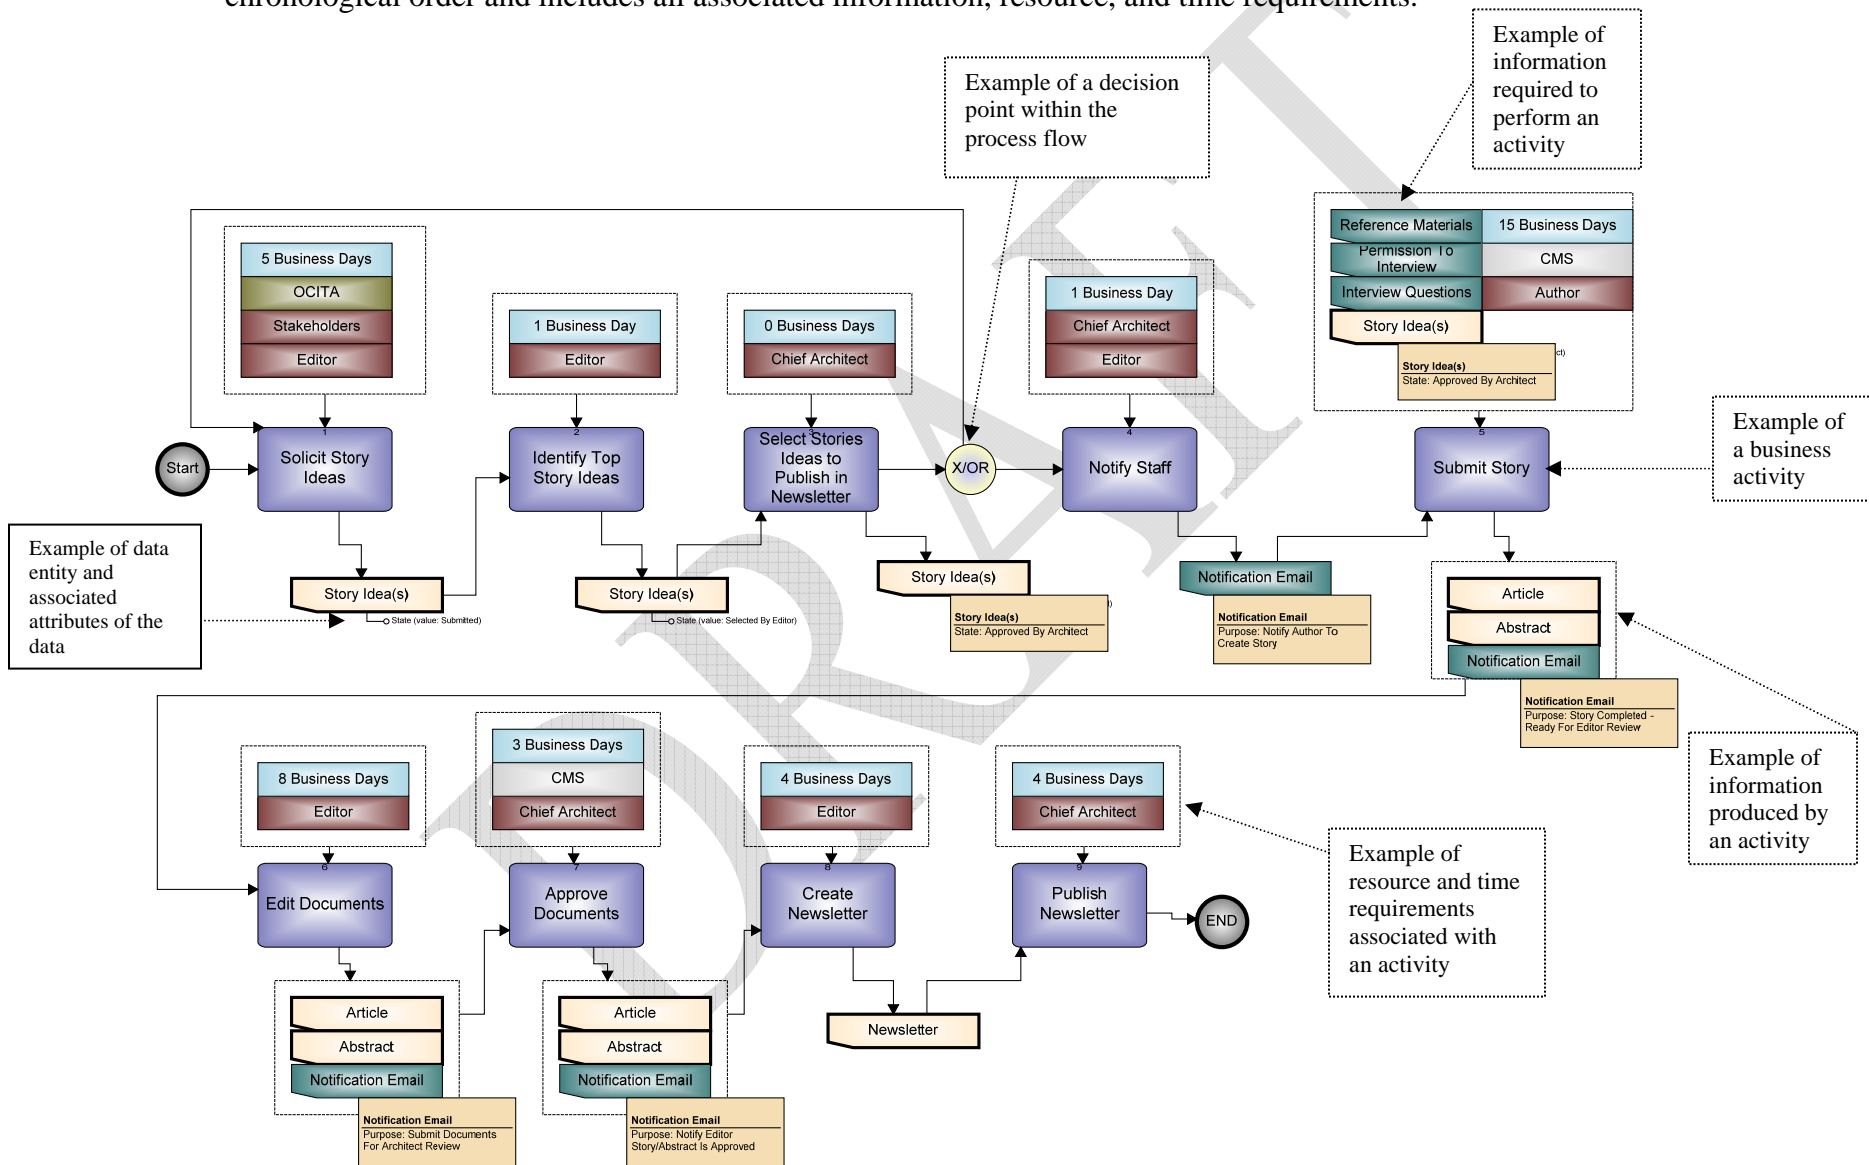 chronological order and includes all associated information, resource, and time requirements.
Example of
information
required to
perform an
activity
Example of a decision
point within the
process flow
5 Business Days
OCITA
Stakeholders
Editor
1 Business Day
Editor
0 Business Days
Chief Architect
1 Business Day
Chief Architect
Editor
Reference Materials
15 Business Days
Permission To
Interview
CMS
Interview Questions
Author
Story Idea(s)
ct)
Story Idea(s)
State: Approved By Architect
Start
1
Solicit Story
Ideas
2
Identify Top
Story Ideas
3
Select Stories
Ideas to
Publish in
Newsletter
X/OR
4
Notify Staff
5
Submit Story
Example of
a business
activity
Example of data
entity and
associated
attributes of the
data
Story Idea(s)
State (value: Submitted)
Story Idea(s)
State (value: Selected By Editor)
Story Idea(s)
Story Idea(s)
State: Approved By Architect
Notification Email
Notification Email
Purpose: Notify Author To
Create Story
Article
Abstract
Notification Email
Notification Email
Purpose: Story Completed -
Ready For Editor Review
Example of
information
produced by
an activity
8 Business Days
Editor
3 Business Days
CMS
Chief Architect
4 Business Days
Editor
4 Business Days
Chief Architect
Example of
resource and time
requirements
associated with
an activity
6
Edit Documents
7
Approve
Documents
8
Create
Newsletter
9
Publish
Newsletter
END
Article
Abstract
Notification Email
Notification Email
Purpose: Submit Documents
For Architect Review
Article
Abstract
Notification Email
Notification Email
Purpose: Notify Editor
Story/Abstract Is Approved
Newsletter
DRAFT